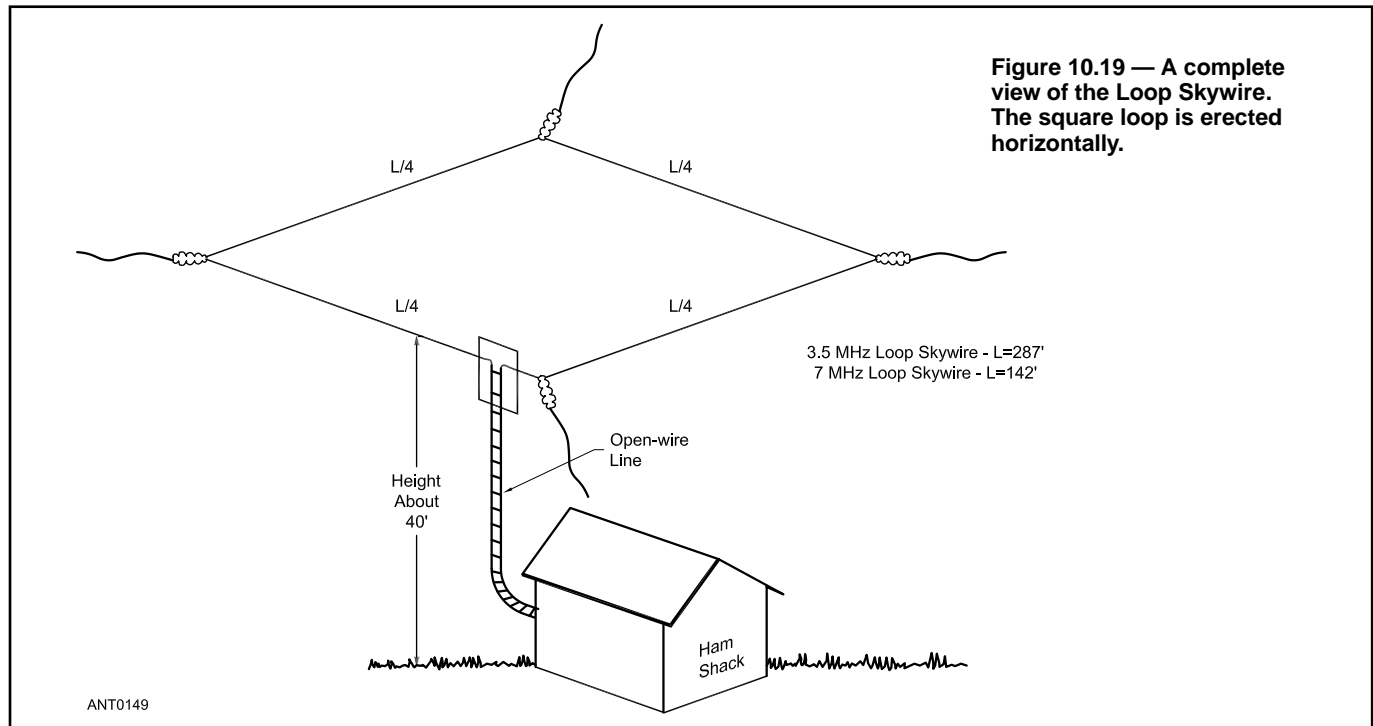 Figure 10.19 — A complete
view of the Loop Skywire.
The square loop is erected
horizontally.
L/4
L/4
L/4
L/4
3.5 MHz Loop Skywire - L=287'
7 MHz Loop Skywire - L=142'
Open-wire
Line
Height
About
40'
Ham
Shack
ANT0149